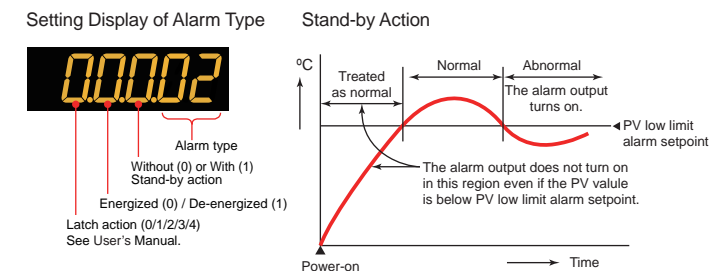 Setting Display of Alarm Type
0.0.0.02
Alarm type
Without (0) or With (1)
Stand-by action
Energized (0) / De-energized (1)
Latch action (0/1/2/3/4)
See User's Manual.
Stand-by Action
ºC
Treated
as normal
Normal
Abnormal
The alarm output
turns on.
PV low limit
alarm setpoint
The alarm output does not turn on
in this region even if the PV valule
is below PV low limit alarm setpoint.
Power-on
Time